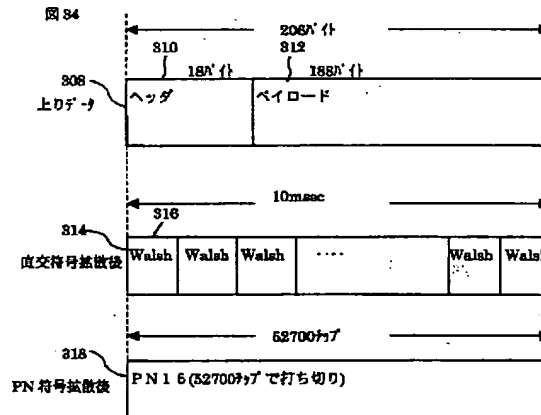 図34
206バイト
310
312
18バイト
188バイト
308
上りデータ
ヘッダ
ペイロード
10msec
314
316
直交符号拡散後
Walsh Walsh Walsh ···· Walsh Wals
52700チップ
318
PN符号拡散後
PN15(52700チップで打ち切り)